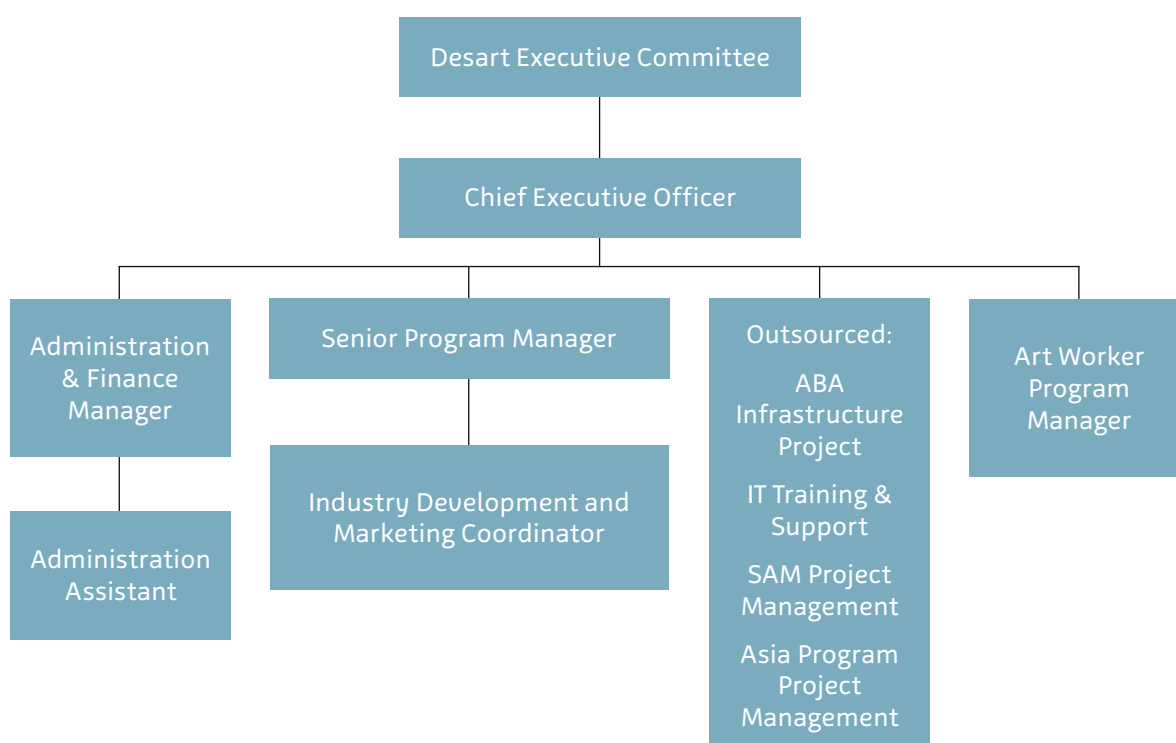 Desart Executive Committee
Chief Executive Officer
Administration
& Finance
Manager
Administration
Assistant
Senior Program Manager
Industry Development and
Marketing Coordinator
Outsourced:
ABA
Infrastructure
Project
IT Training &
Support
SAM Project
Management
Asia Program
Project
Management
Art Worker
Program
Manager